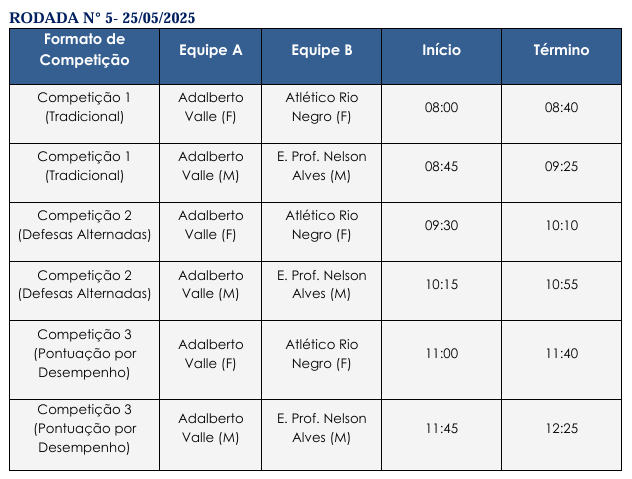 RODADA N° 5- 25/05/2025
Formato de
Competição
Equipe A
Equipe B
Início
Término
Competição 1
(Tradicional)
Adalberto
Valle (F)
Atlético Rio
Negro (F)
08:00
08:40
Competição 1
(Tradicional)
Adalberto
Valle (M)
E. Prof. Nelson
Alves (M)
08:45
09:25
Competição 2
(Defesas Alternadas)
Adalberto
Valle (F)
Atlético Rio
Negro (F)
09:30
10:10
Competição 2
(Defesas Alternadas)
Adalberto
Valle (M)
E. Prof. Nelson
Alves (M)
10:15
10:55
Competição 3
(Pontuação por
Desempenho)
Adalberto
Valle (F)
Atlético Rio
Negro (F)
11:00
11:40
Competição 3
(Pontuação por
Desempenho)
Adalberto
Valle (M)
E. Prof. Nelson
Alves (M)
11:45
12:25